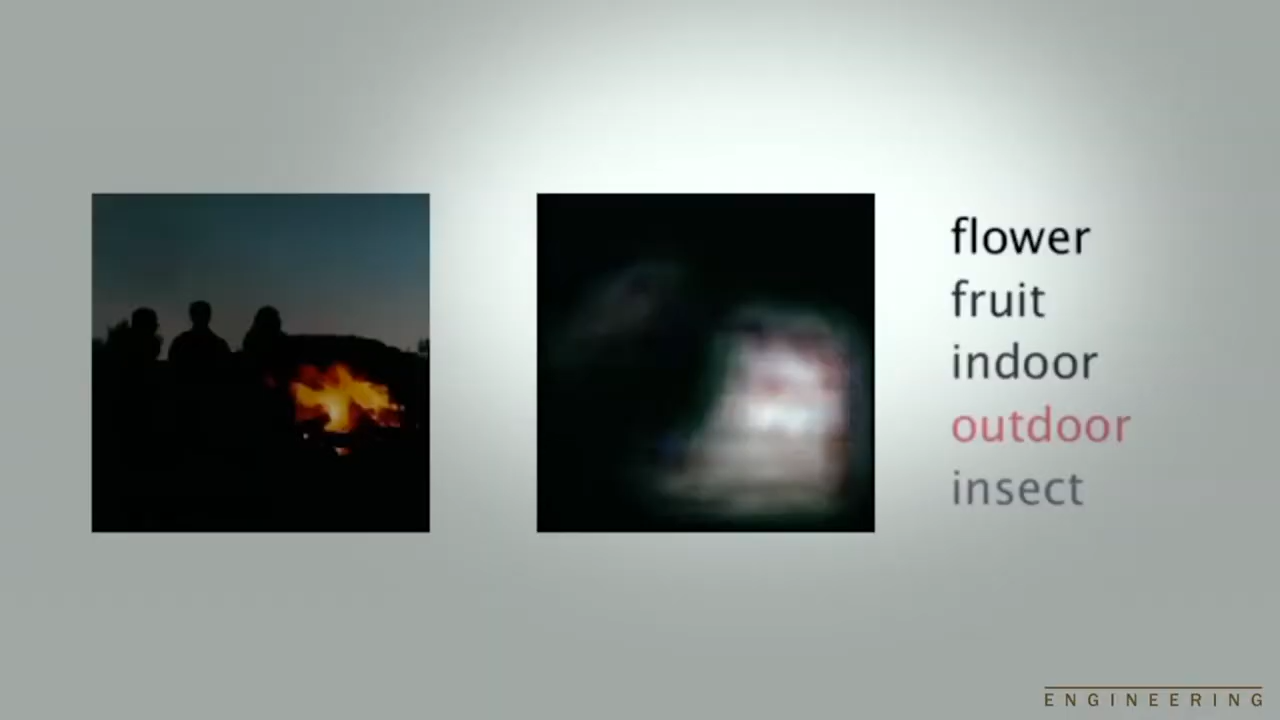 flower
fruit
indoor
outdoor
insect
ENGINEERING